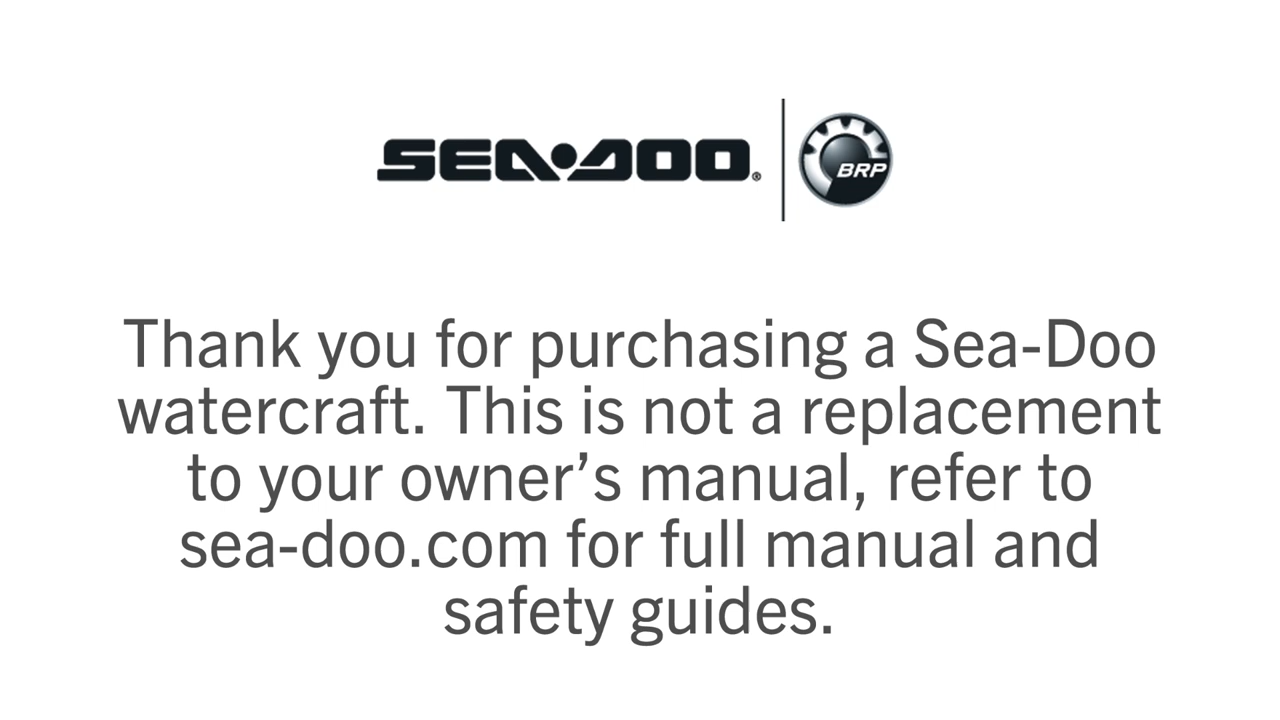 SEA-DOO®
BRP
Thank you for purchasing a Sea-Doo
watercraft. This is not a replacement
to your owner’s manual, refer to
sea-doo.com for full manual and
safety guides.